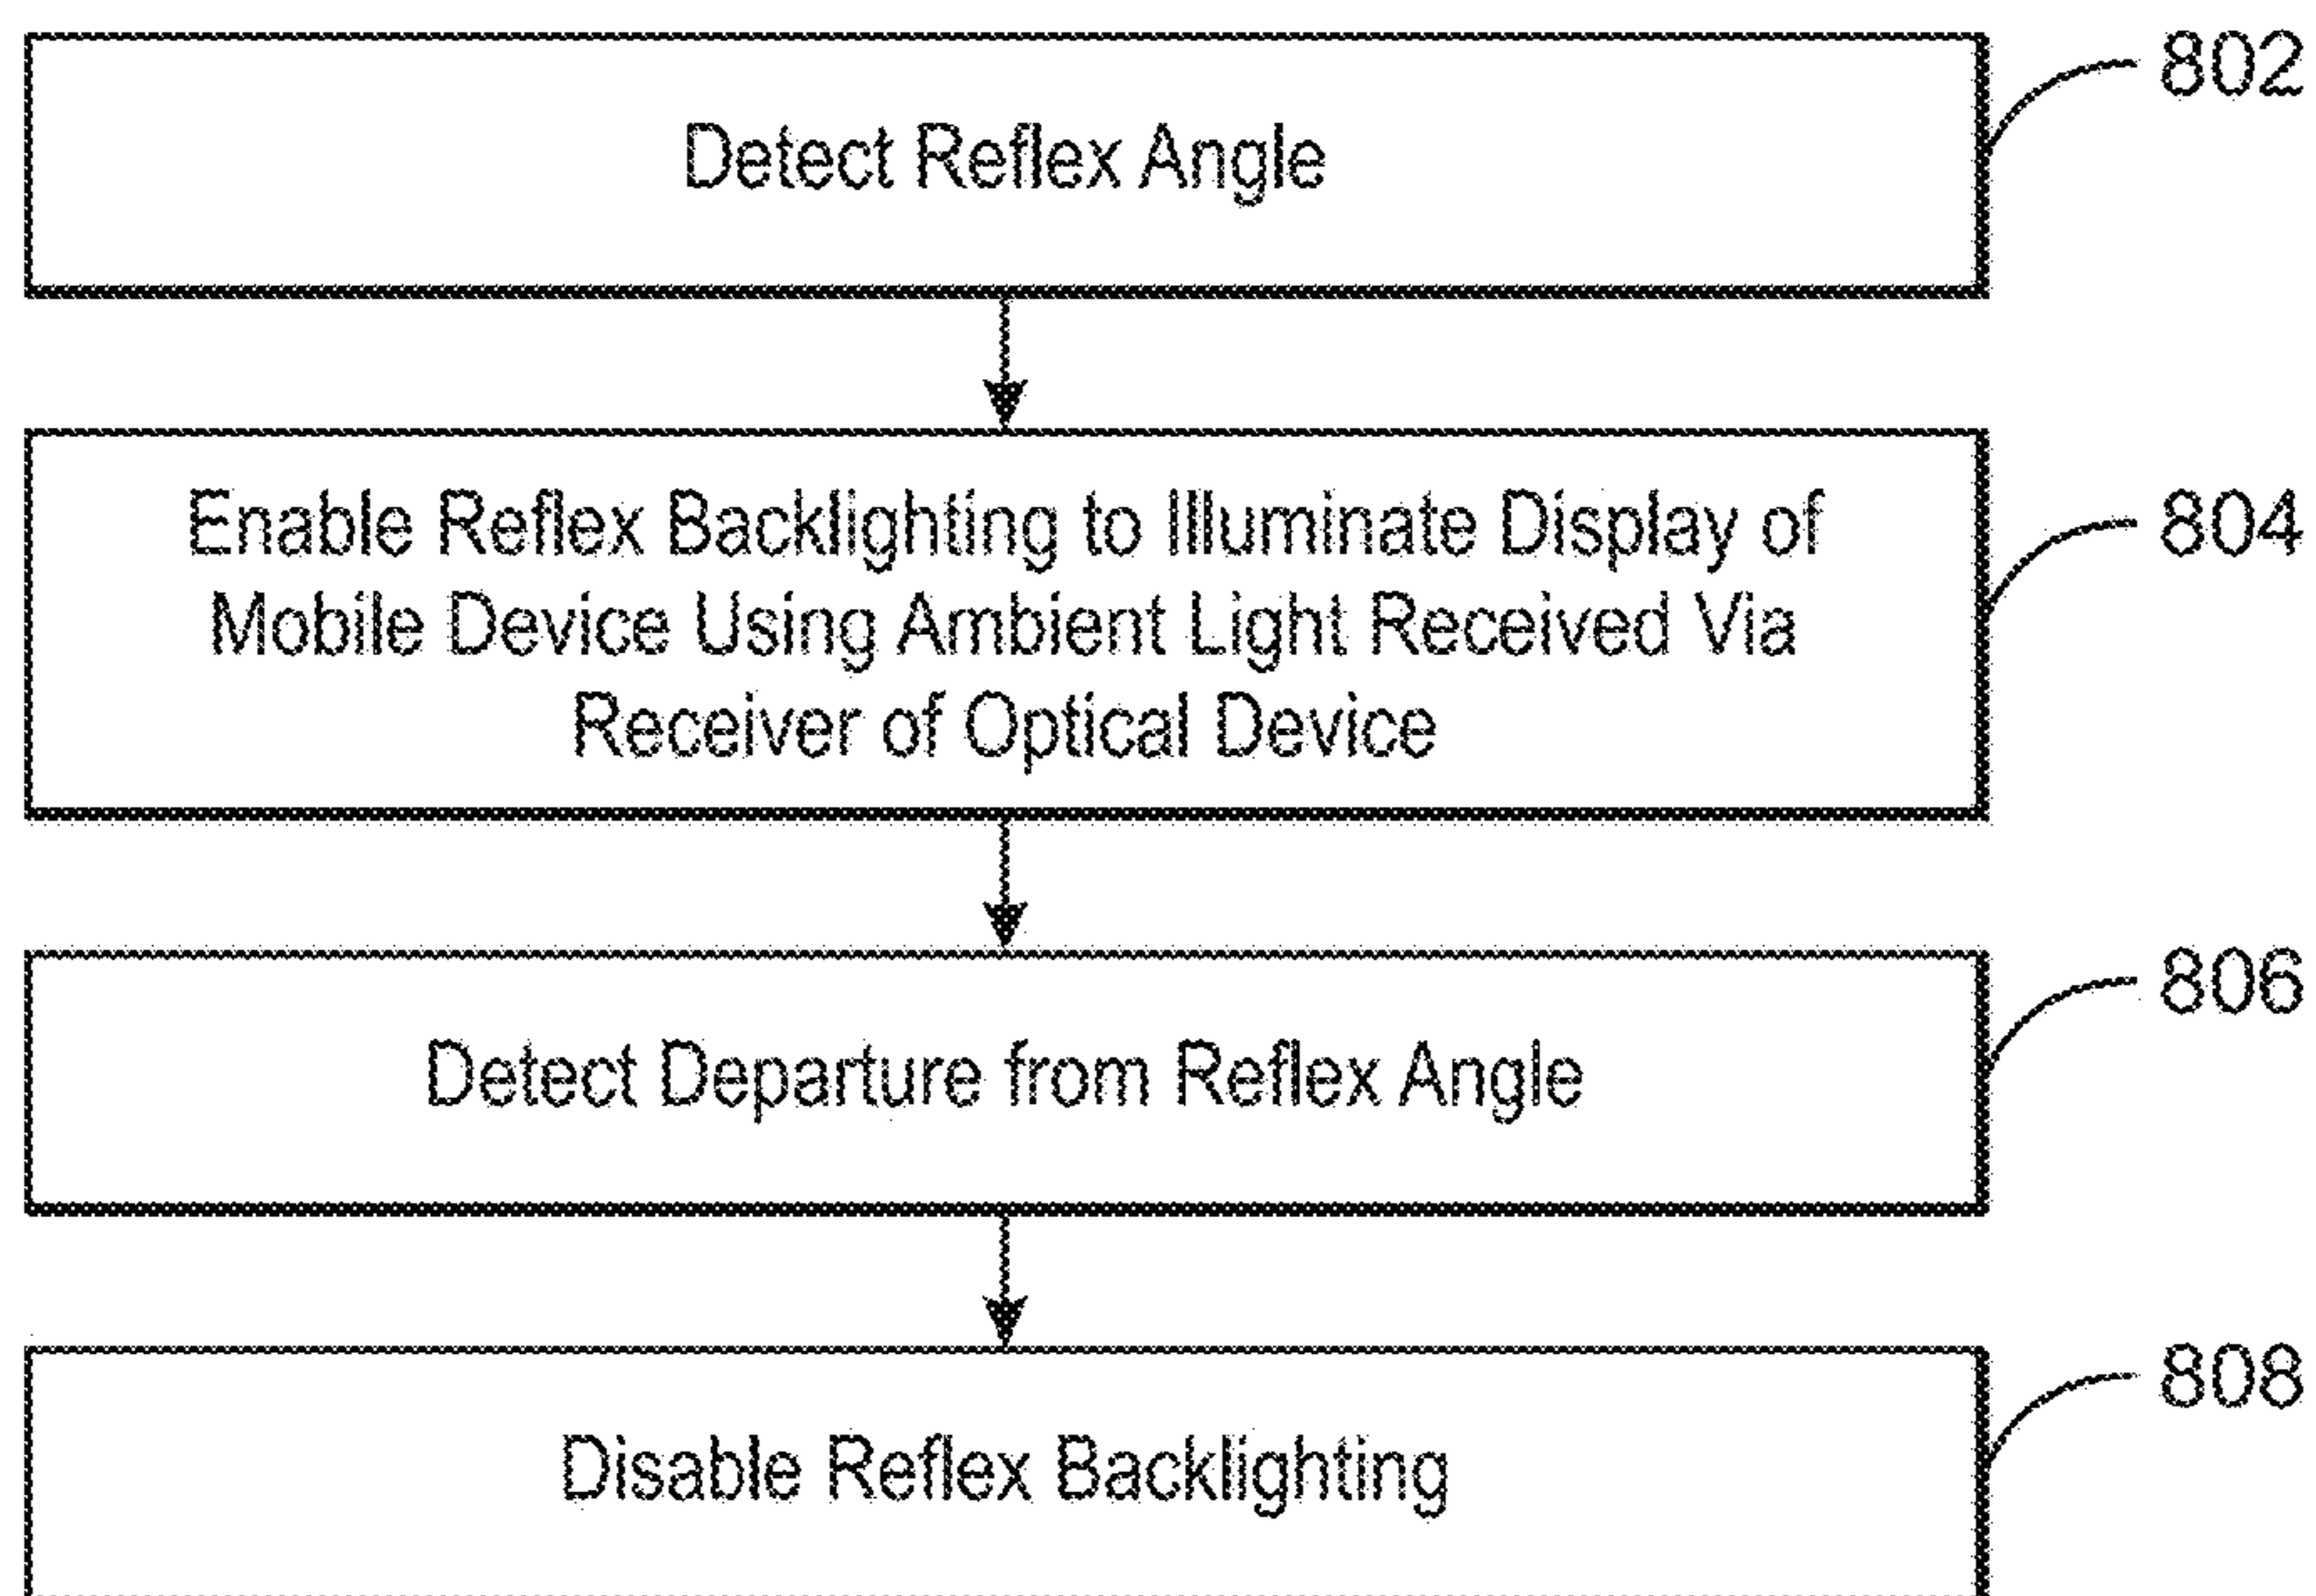 Detect Reflex Angle
802
Enable Reflex Backlighting to Illuminate Display of
Mobile Device Using Ambient Light Received Via
Receiver of Optical Device
804
Detect Departure from Reflex Angle
806
Disable Reflex Backlighting
808